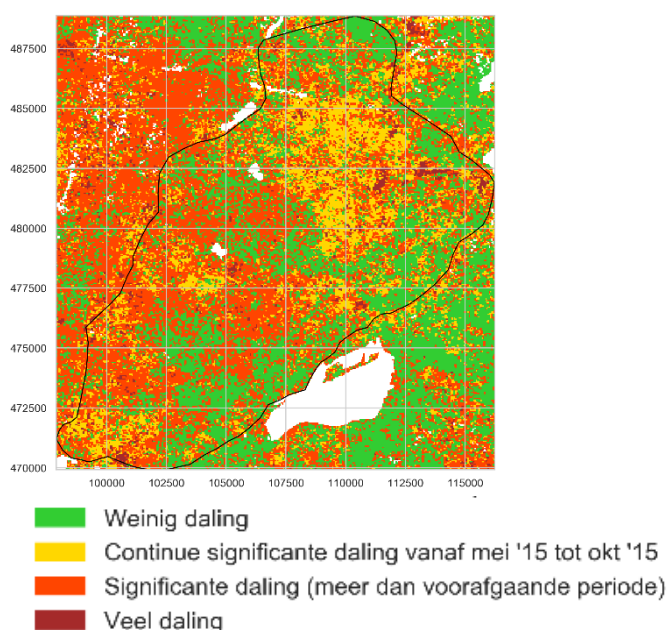 487500
485000
482500
480000
477500
475000
472500
470000
100000 102500 105000 107500 110000 112500 115000
Weinig daling
Continue significante daling vanaf mei '15 tot okt '15
Significante daling (meer dan voorafgaande periode)
Veel daling